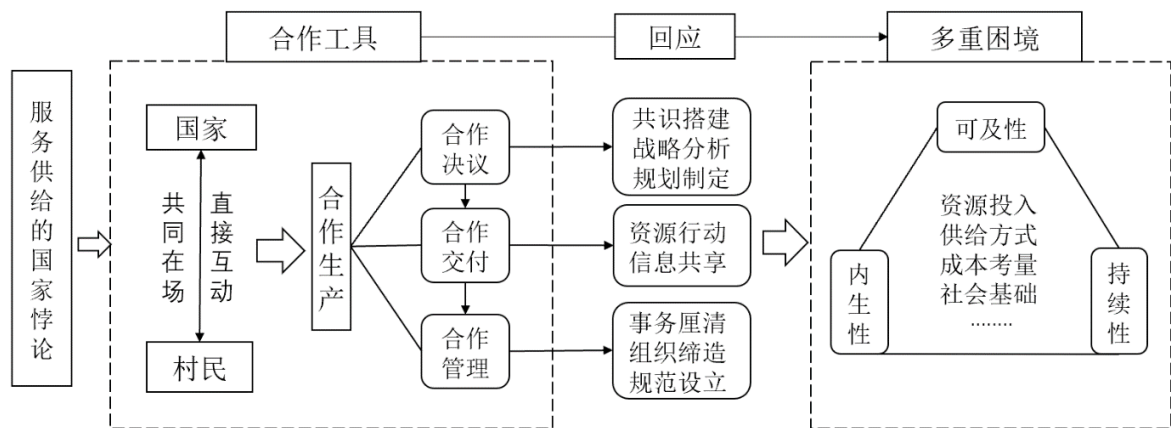 合作工具
回应
多重困境
服务供给的国家悖论
国家
共同在场
直接互动
村民
合作生产
合作
决议
合作
交付
合作
管理
共识搭建
战略分析
规划制定
资源行动
信息共享
事务厘清
组织缔造
规范设立
可及性
资源投入
供给方式
成本考量
社会基础
........
内生性
持续性